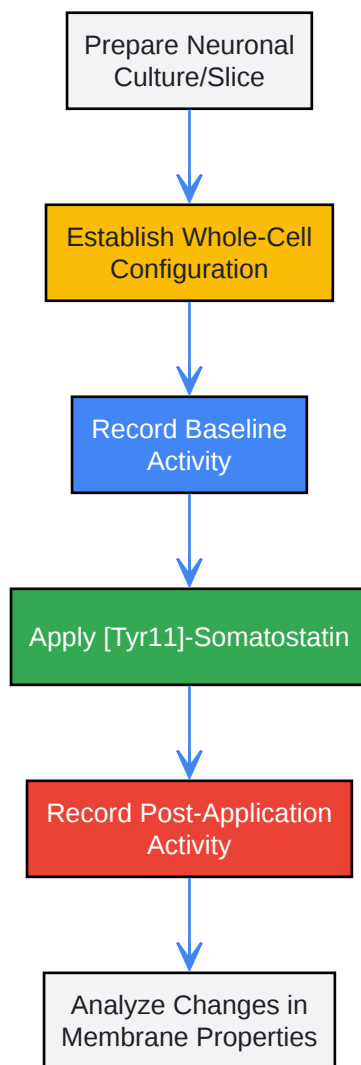 Prepare Neuronal
Culture/Slice
Establish Whole-Cell
Configuration
Record Baseline
Activity
Apply [Tyr11]-Somatostatin
Record Post-Application
Activity
Analyze Changes in
Membrane Properties